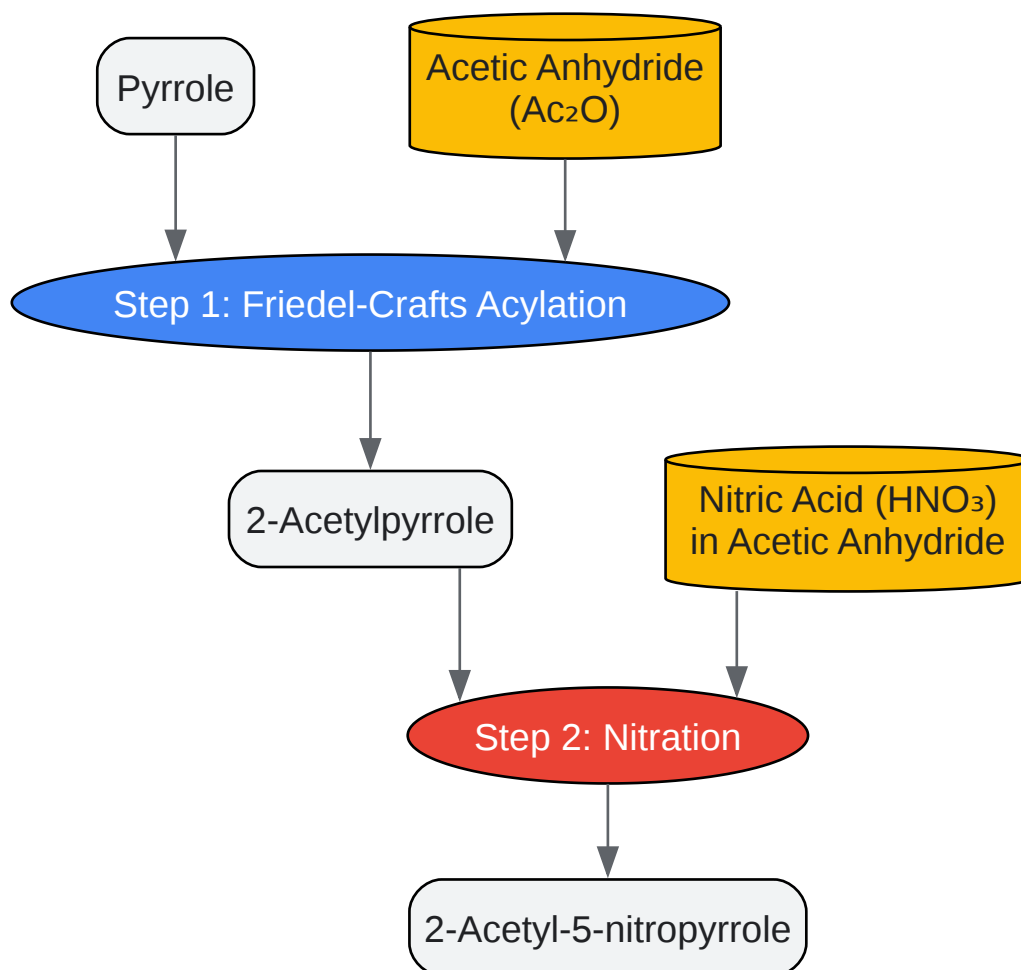 Pyrrole
Acetic Anhydride
(Ac₂O)
Step 1: Friedel-Crafts Acylation
2-Acetylpyrrole
Nitric Acid (HNO₃)
in Acetic Anhydride
Step 2: Nitration
2-Acetyl-5-nitropyrrole